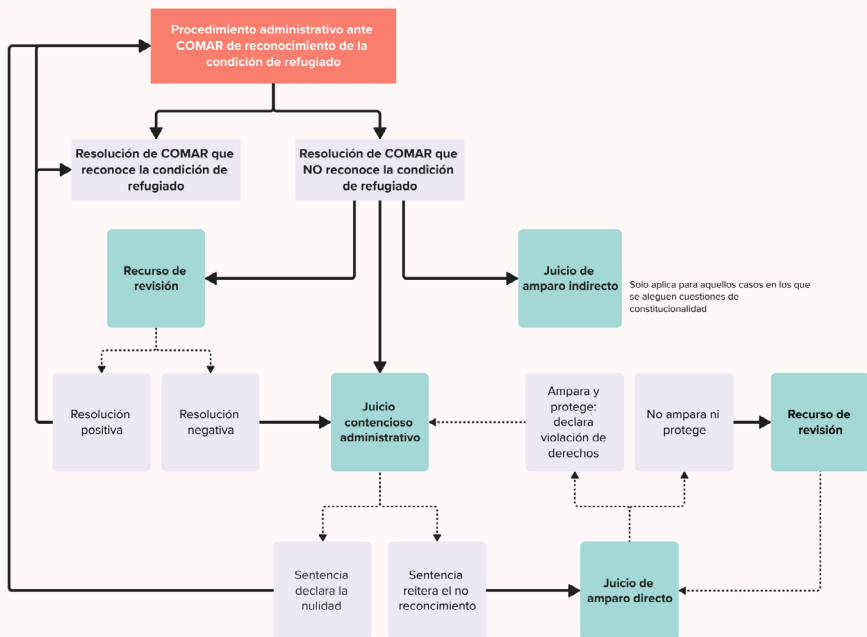 Procedimiento administrativo ante
COMAR de reconocimiento de la
condición de refugiado
Resolución de COMAR que
reconoce la condición de
refugiado
Resolución de COMAR que
NO reconoce la condición
de refugiado
Recurso de
revisión
Juicio de
amparo indirecto
Solo aplica para aquellos casos en los que
se aleguen cuestiones de
constitucionalidad
Resolución
positiva
Resolución
negativa
Juicio
contencioso
administrativo
Ampara y
protege:
declara
violación de
derechos
No ampara ni
protege
Recurso de
revisión
Sentencia
declara la
nulidad
Sentencia
reitera el no
reconcimiento
Juicio de
amparo directo